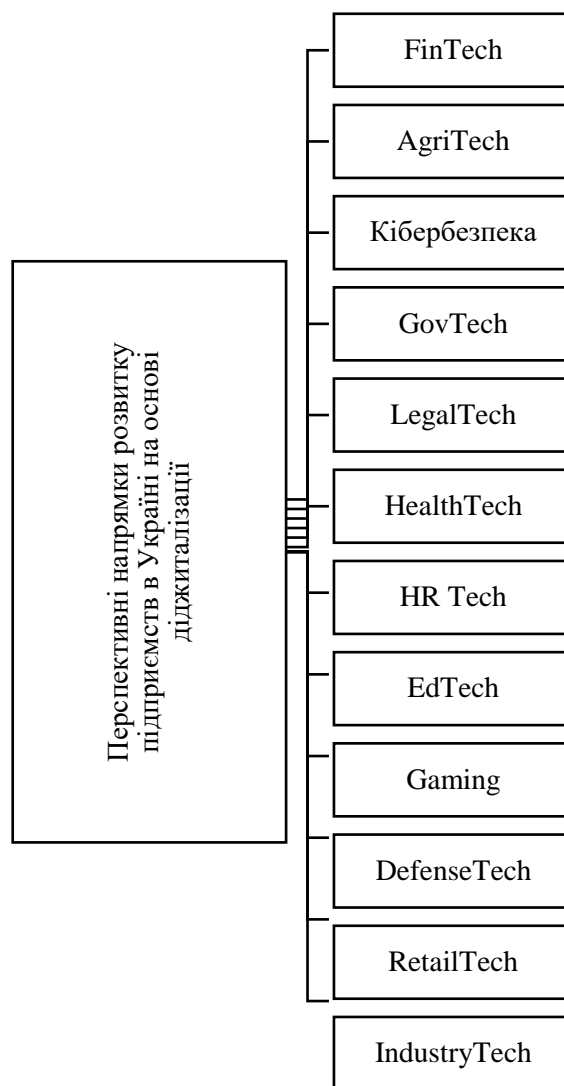 Перспективні напрямки розвитку
підприємств в Україні на основі
діджиталізації
FinTech
AgriTech
Кібербезпека
GovTech
LegalTech
HealthTech
HR Tech
EdTech
Gaming
DefenseTech
RetailTech
IndustryTech